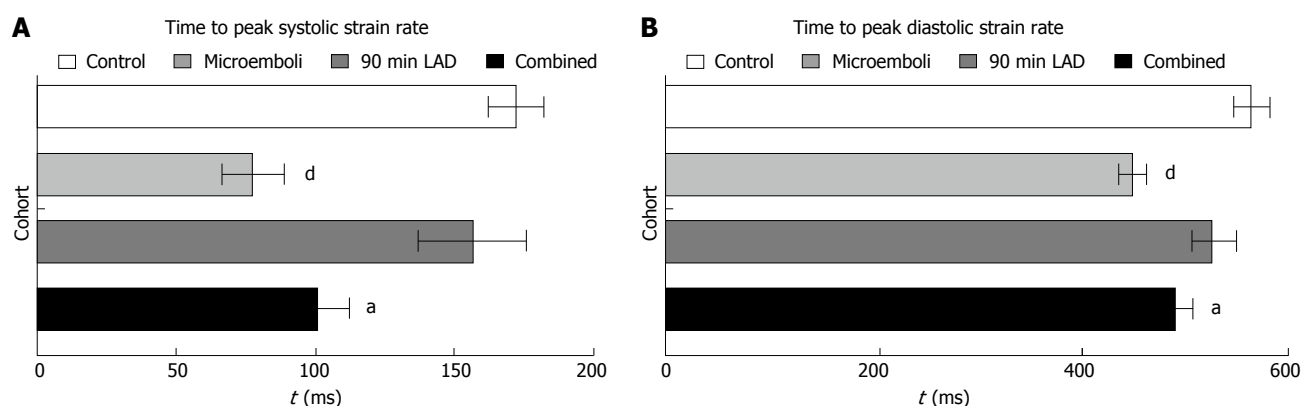 A Time to peak systolic strain rate
Control Microemboli 90 min LAD Combined
Cohort
d
a
0 50 100 150 200
t (ms)
B Time to peak diastolic strain rate
Control Microemboli 90 min LAD Combined
Cohort
d
a
0 200 400 600
t (ms)